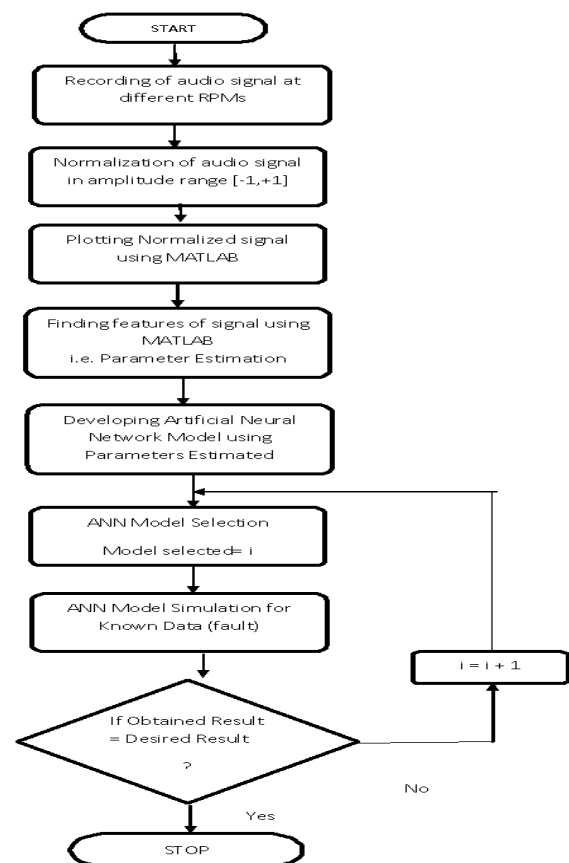 START
Recording of audio signal at
different RPMs
Normalization of audio signal
in amplitude range [-1,+1]
Plotting Normalized signal
using MATLAB
Finding features of signal using
MATLAB
i.e. Parameter Estimation
Developing Artificial Neural
Network Model using
Parameters Estimated
ANN Model Selection
Model selected= i
ANN Model Simulation for
Known Data (fault)
i = i + 1
If Obtained Result
= Desired Result
?
No
Yes
STOP